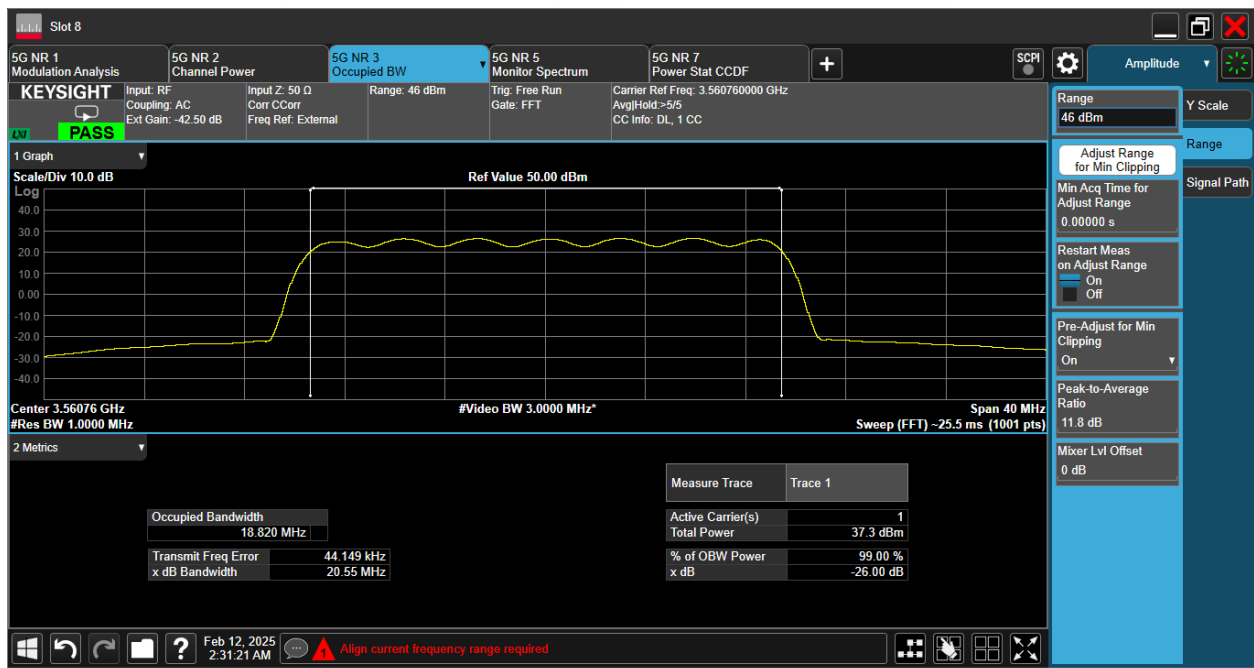 Slot 8
5G NR 1
Modulation Analysis
5G NR 2
Channel Power
5G NR 3
Occupied BW
5G NR 5
Monitor Spectrum
5G NR 7
Power Stat CCDF
SCPI
Amplitude
KEYSIGHT
LXI
PASS
Input: RF
Coupling: AC
Ext Gain: -42.50 dB
Input Z: 50 Ω
Corr CCorr
Freq Ref: External
Range: 46 dBm
Trig: Free Run
Gate: FFT
Carrier Ref Freq: 3.560760000 GHz
Avg|Hold:>5/5
CC Info: DL, 1 CC
1 Graph
Scale/Div 10.0 dB
Ref Value 50.00 dBm
Log
40.0
30.0
20.0
10.0
0.00
-10.0
-20.0
-30.0
-40.0
Center 3.56076 GHz
#Video BW 3.0000 MHz*
Span 40 MHz
#Res BW 1.0000 MHz
Sweep (FFT) ~25.5 ms (1001 pts)
2 Metrics
Measure Trace Trace 1
Occupied Bandwidth
18.820 MHz
Active Carrier(s) 1
Total Power 37.3 dBm
Transmit Freq Error 44.149 kHz
x dB Bandwidth 20.55 MHz
% of OBW Power 99.00 %
x dB -26.00 dB
Range
46 dBm
Adjust Range
for Min Clipping
Min Acq Time for
Adjust Range
0.00000 s
Restart Meas
on Adjust Range
On
Off
Pre-Adjust for Min
Clipping
On
Peak-to-Average
Ratio
11.8 dB
Mixer Lvl Offset
0 dB
Y Scale
Range
Signal Path
?
Feb 12, 2025
2:31:21 AM
1
Align current frequency range required